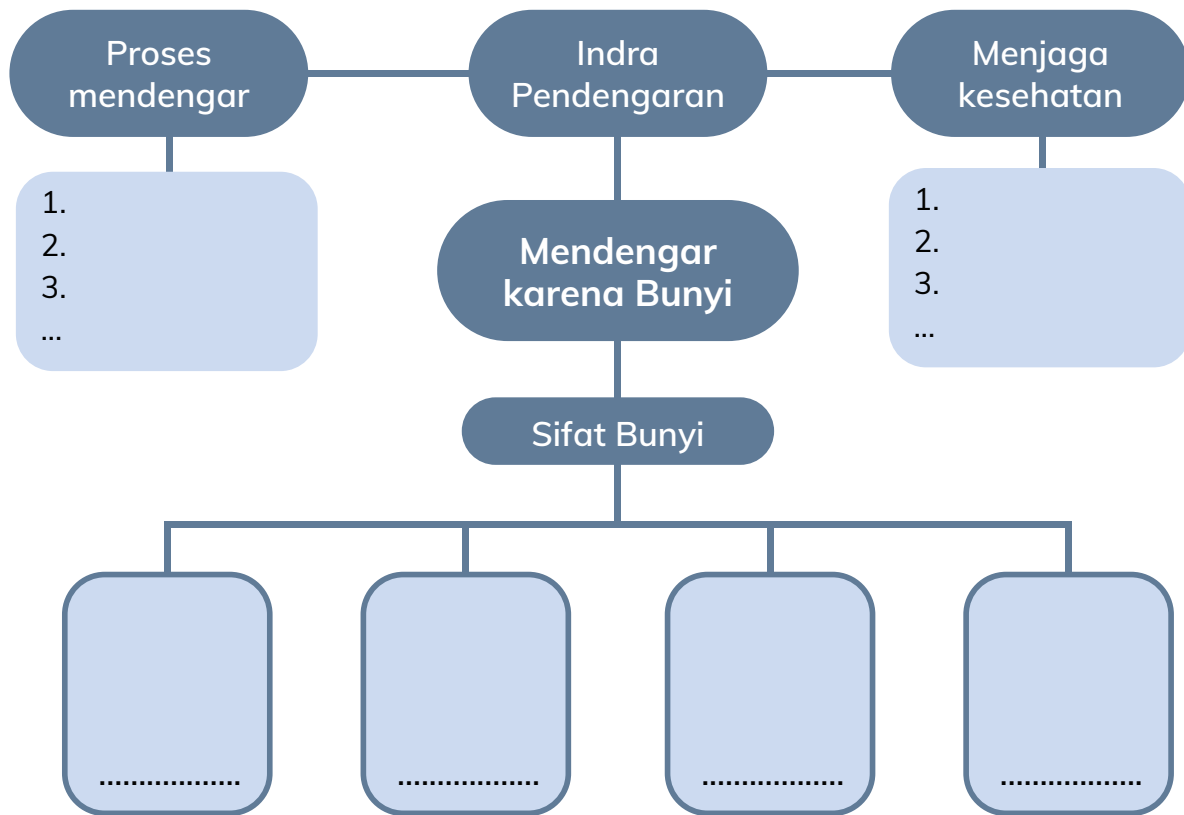 Proses
mendengar
Indra
Pendengaran
Menjaga
kesehatan
1.
2.
3.
...
Mendengar
karena Bunyi
1.
2.
3.
...
Sifat Bunyi
..................
..................
..................
..................